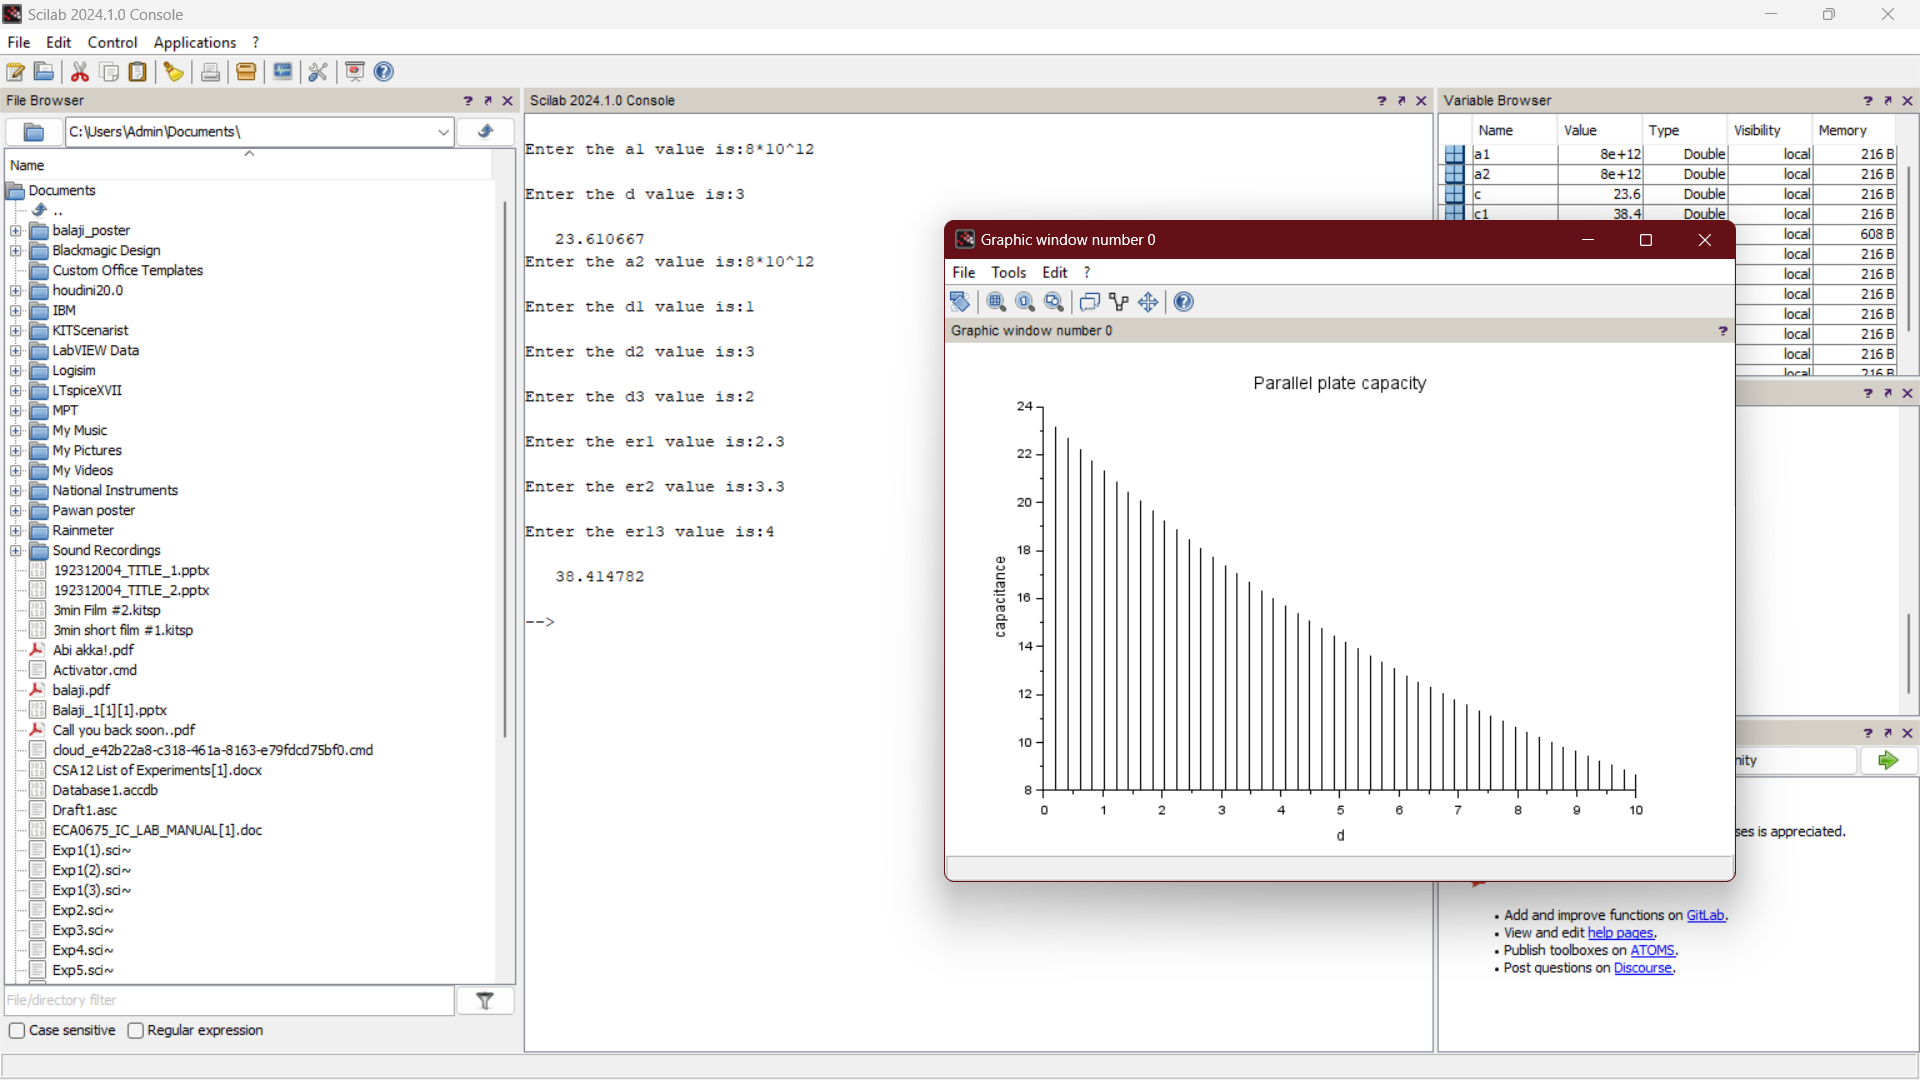 Scilab 2024.1.0 Console
File Edit Control Applications ?
File Browser
C:\Users\Admin\Documents\
Name
Documents
..
balaji_poster
Blackmagic Design
Custom Office Templates
houdini20.0
IBM
KITScenarist
LabVIEW Data
Logisim
LTspiceXVII
MPT
My Music
My Pictures
My Videos
National Instruments
Pawan poster
Rainmeter
Sound Recordings
192312004_TITLE_1.pptx
192312004_TITLE_2.pptx
3min Film #2.kitsp
3min short film #1.kitsp
Abi akka!.pdf
Activator.cmd
balaji.pdf
Balaji_1[1][1].pptx
Call you back soon..pdf
cloud_e42b22a8-c318-461a-8163-e79fdcd75bf0.cmd
CSA12 List of Experiments[1].docx
Database1.accdb
Draft1.asc
ECA0675_IC_LAB_MANUAL[1].doc
Exp1(1).sci~
Exp1(2).sci~
Exp1(3).sci~
Exp2.sci~
Exp3.sci~
Exp4.sci~
Exp5.sci~
File/directory filter
Case sensitive Regular expression
Scilab 2024.1.0 Console
Enter the a1 value is:8*10^12
Enter the d value is:3
23.610667
Enter the a2 value is:8*10^12
Enter the d1 value is:1
Enter the d2 value is:3
Enter the d3 value is:2
Enter the er1 value is:2.3
Enter the er2 value is:3.3
Enter the er13 value is:4
38.414782
-->
Variable Browser
Name Value Type Visibility Memory
a1 8e+12 Double local 216 B
a2 8e+12 Double local 216 B
c 23.6 Double local 216 B
c1 38.4 Double local 216 B
local 608 B
local 216 B
local 216 B
local 216 B
local 216 B
local 216 B
local 216 B
local 216 B
Graphic window number 0
File Tools Edit ?
Graphic window number 0
Parallel plate capacity
24
22
20
18
16
14
12
10
8
capacitance
0 1 2 3 4 5 6 7 8 9 10
d
nity
ses is appreciated.
• Add and improve functions on GitLab.
• View and edit help pages.
• Publish toolboxes on ATOMS.
• Post questions on Discourse.